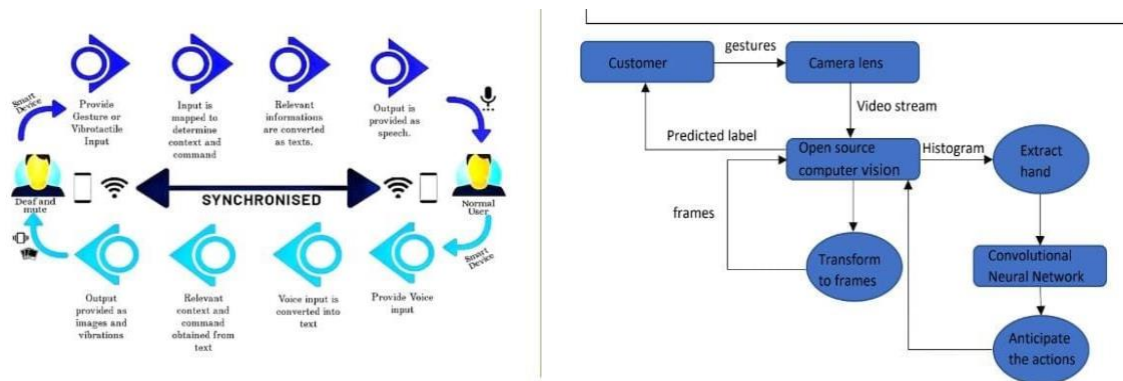 Smart
Device
Provide
Gesture or
Vibrotactile
Input
Input is
mapped to
determine
context and
command
Relevant
informations
are converted
as texts.
Output is
provided as
speech.
Deaf and
mute
SYNCHRONISED
Normal
User
Smart
Device
Output
provided as
images and
vibrations
Relevant
context and
command
obtained from
text
Voice input is
converted into
text
Provide Voice
input
Customer
gestures
Camera lens
Video stream
Predicted label
Open source
computer vision
Histogram
Extract
hand
frames
Transform
to frames
Convolutional
Neural Network
Anticipate
the actions